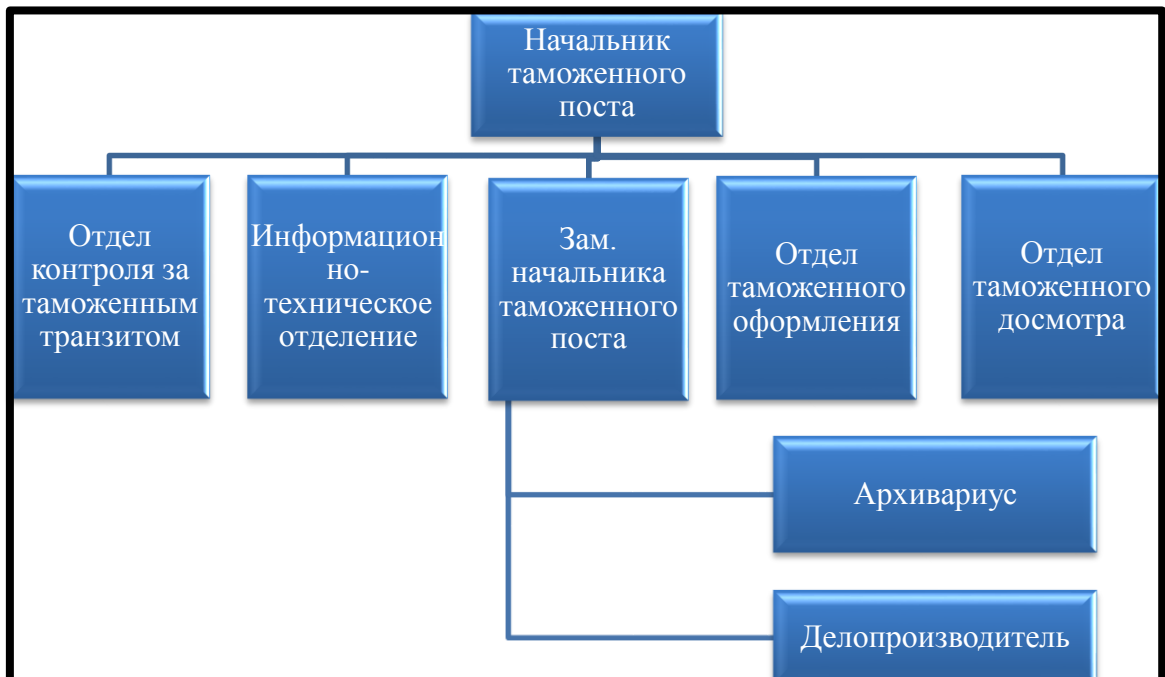 Начальник
таможенного
поста
Отдел
контроля за
таможенным
транзитом
Информацион
но-
техническое
отделение
Зам.
начальника
таможенного
поста
Отдел
таможенного
оформления
Отдел
таможенного
досмотра
Архивариус
Делопроизводитель